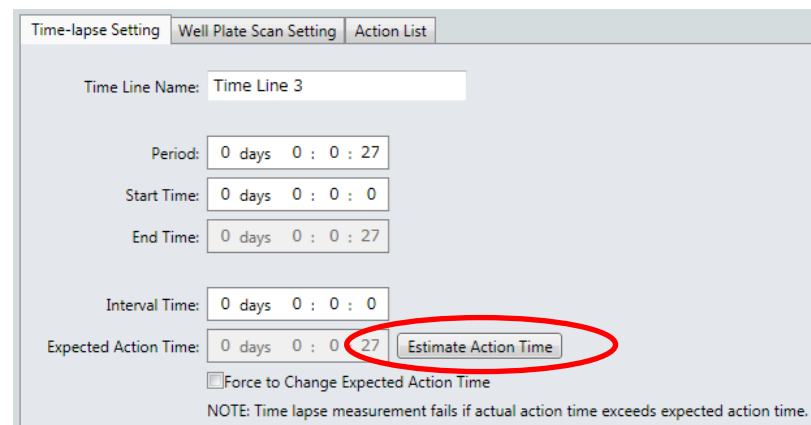 Time-lapse Setting Well Plate Scan Setting Action List
Time Line Name: Time Line 3
Period: 0 days 0 : 0 : 27
Start Time: 0 days 0 : 0 : 0
End Time: 0 days 0 : 0 : 27
Interval Time: 0 days 0 : 0 : 0
Expected Action Time: 0 days 0 : 0 : 27 Estimate Action Time
Force to Change Expected Action Time
NOTE: Time lapse measurement fails if actual action time exceeds expected action time.